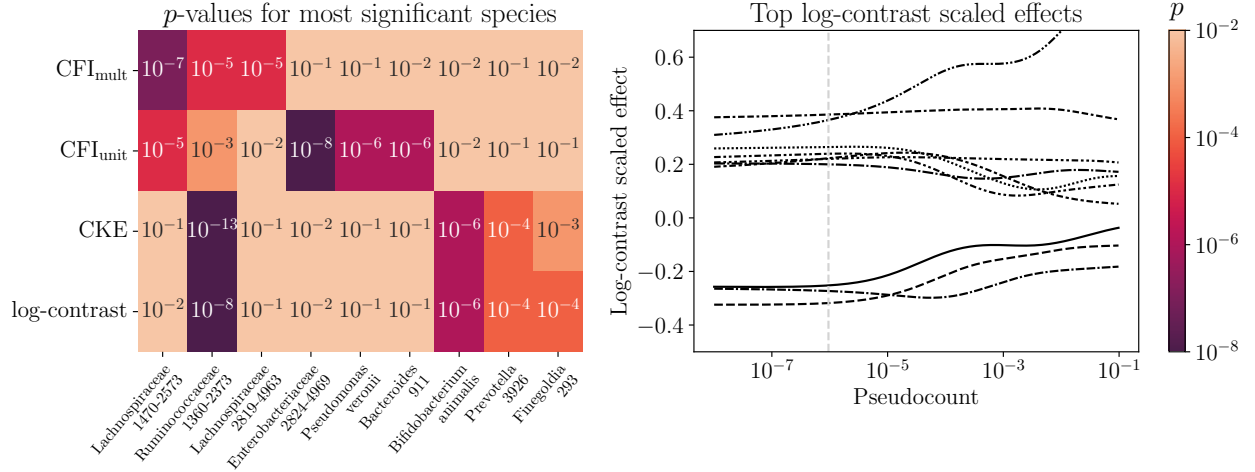 p-values for most significant species
CFI_mult 10^−7 10^−5 10^−5 10^−1 10^−1 10^−2 10^−2 10^−1 10^−2
CFI_unit 10^−5 10^−3 10^−2 10^−8 10^−6 10^−6 10^−2 10^−1 10^−1
CKE 10^−1 10^−13 10^−1 10^−2 10^−1 10^−1 10^−6 10^−4 10^−3
log-contrast 10^−2 10^−8 10^−1 10^−2 10^−1 10^−1 10^−6 10^−4 10^−4
Lachnospiraceae
1470-2573
Ruminococcaceae
1360-2373
Lachnospiraceae
2819-4963
Enterobacteriaceae
2824-4969
Pseudomonas
veronii
Bacteroides
911
Bifidobacterium
animalis
Prevotella
3926
Finegoldia
293
Top log-contrast scaled effects
Log-contrast scaled effect
0.6
0.4
0.2
0.0
−0.2
−0.4
10^−7 10^−5 10^−3 10^−1
Pseudocount
p
10^−2
10^−4
10^−6
10^−8